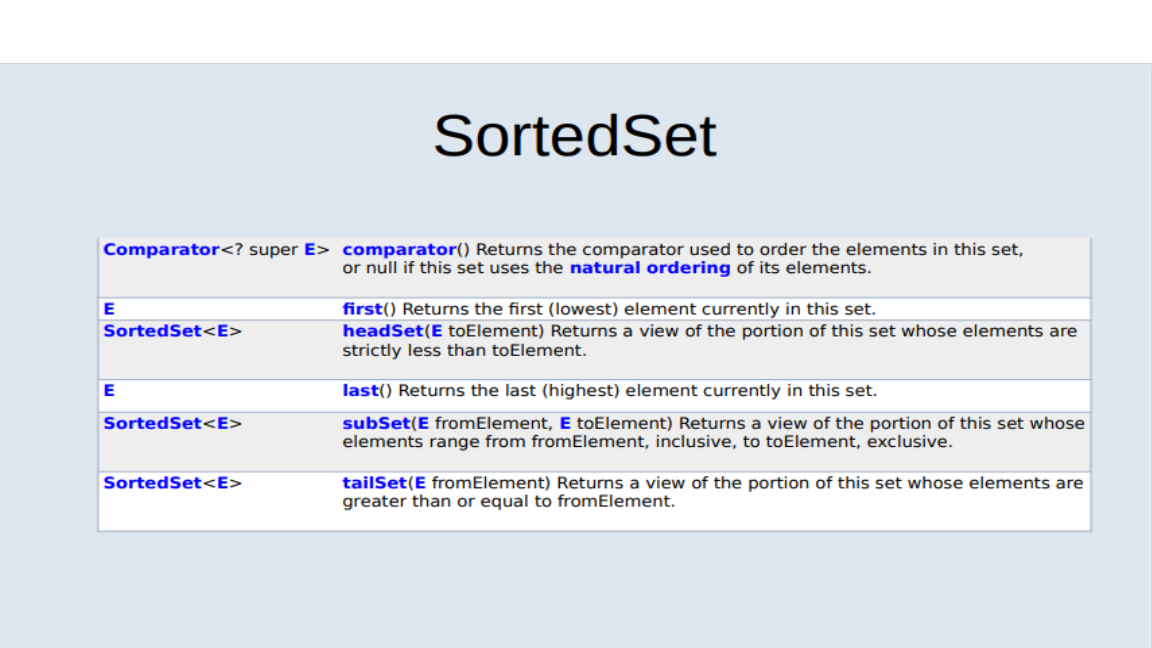 SortedSet
Comparator<? super E> comparator() Returns the comparator used to order the elements in this set,
or null if this set uses the natural ordering of its elements.
E first() Returns the first (lowest) element currently in this set.
SortedSet<E> headSet(E toElement) Returns a view of the portion of this set whose elements are
strictly less than toElement.
E last() Returns the last (highest) element currently in this set.
SortedSet<E> subSet(E fromElement, E toElement) Returns a view of the portion of this set whose
elements range from fromElement, inclusive, to toElement, exclusive.
SortedSet<E> tailSet(E fromElement) Returns a view of the portion of this set whose elements are
greater than or equal to fromElement.